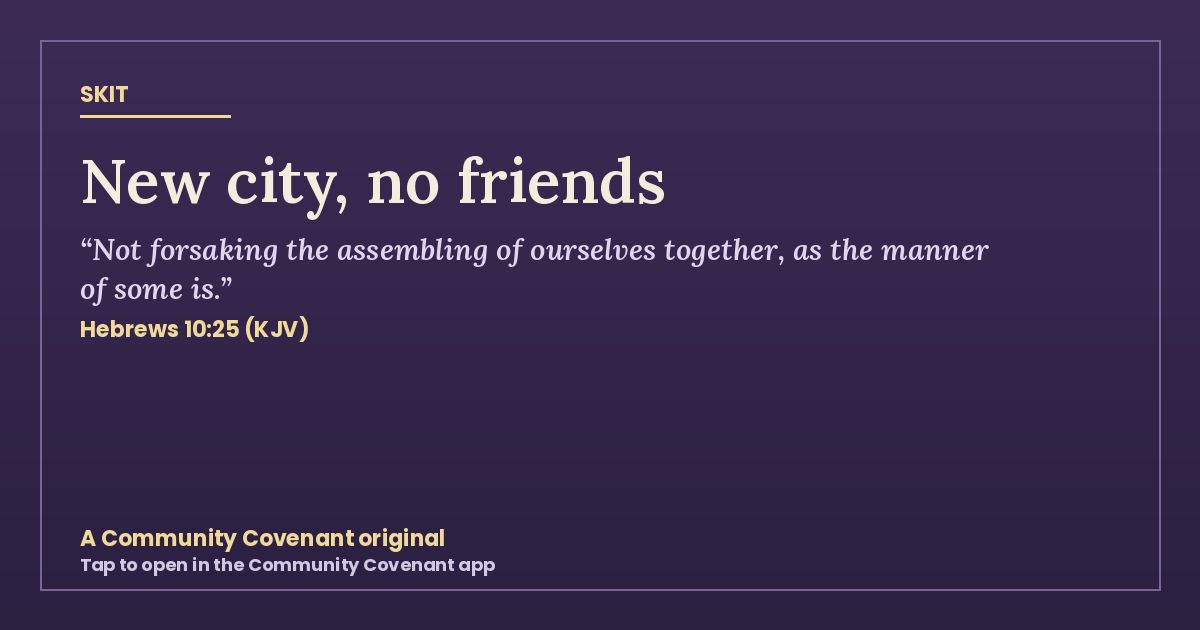 SKIT
New city, no friends
“Not forsaking the assembling of ourselves together, as the manner
of some is.”
Hebrews 10:25 (KJV)
A Community Covenant original
Tap to open in the Community Covenant app